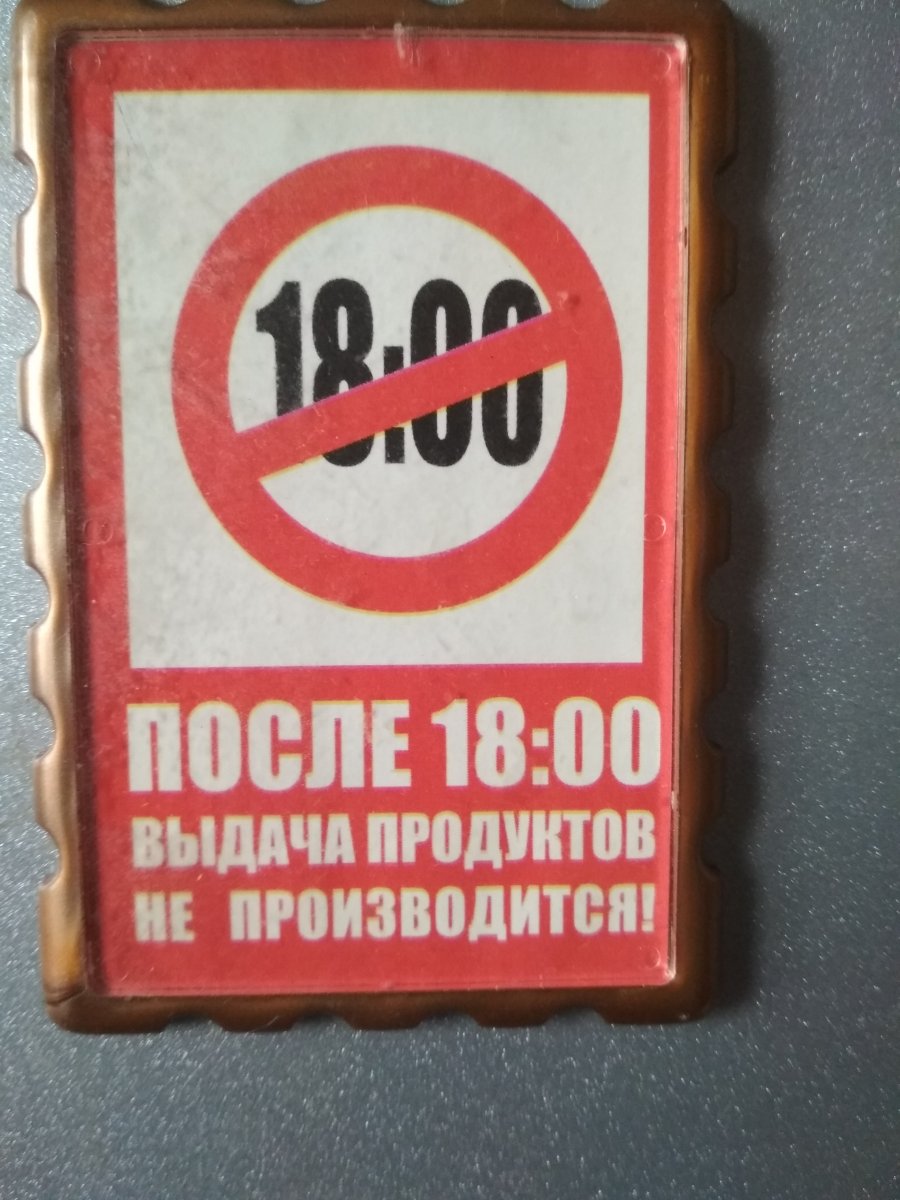 18:00
ПОСЛЕ 18:00
ВЫДАЧА ПРОДУКТОВ
НЕ ПРОИЗВОДИТСЯ!